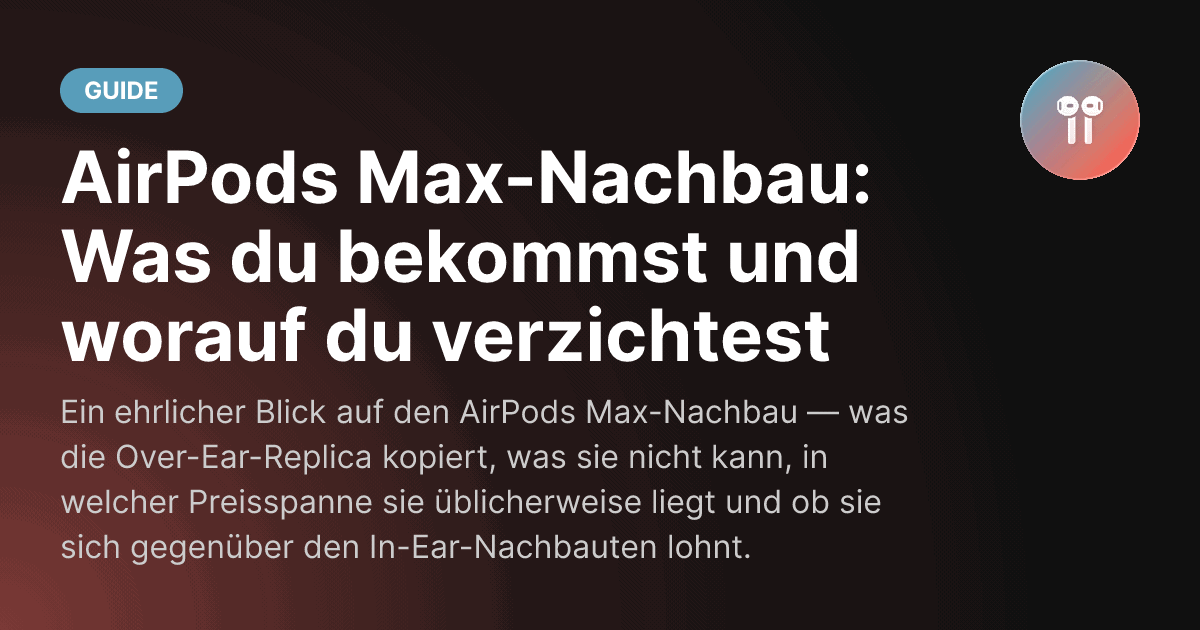 GUIDE
AirPods Max-Nachbau:
Was du bekommst und
worauf du verzichtest
Ein ehrlicher Blick auf den AirPods Max-Nachbau — was
die Over-Ear-Replica kopiert, was sie nicht kann, in
welcher Preisspanne sie üblicherweise liegt und ob sie
sich gegenüber den In-Ear-Nachbauten lohnt.